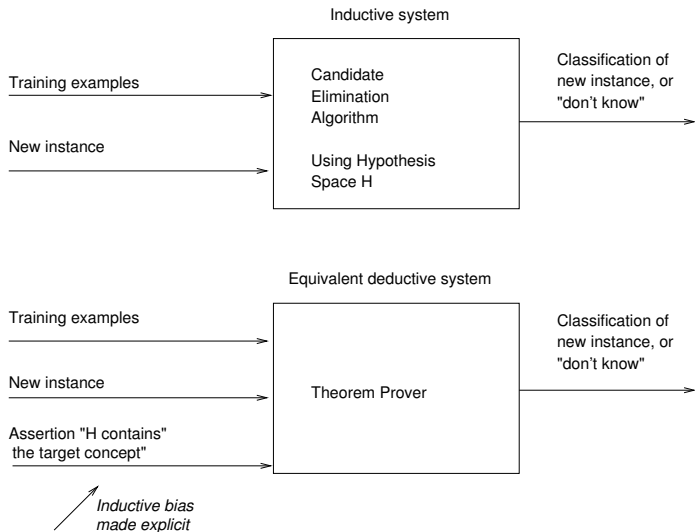 Inductive system
Training examples
New instance
Candidate
Elimination
Algorithm
Using Hypothesis
Space H
Classification of
new instance, or
"don't know"
Equivalent deductive system
Training examples
New instance
Assertion "H contains"
the target concept"
Theorem Prover
Classification of
new instance, or
"don't know"
Inductive bias
made explicit